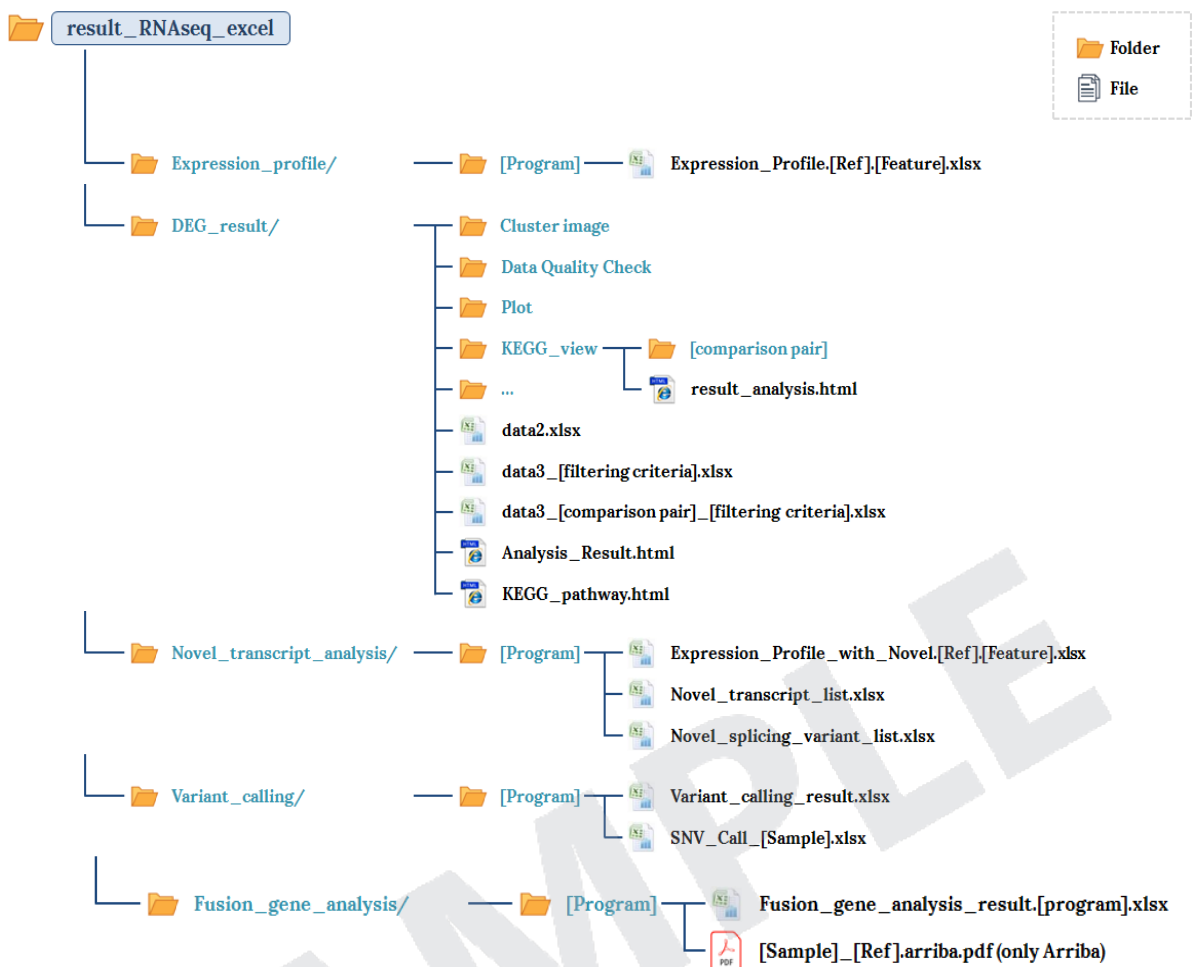 result_RNAseq_excel
Folder
File
Expression_profile/ [Program] Expression_Profile.[Ref].[Feature].xlsx
DEG_result/ Cluster image
Data Quality Check
Plot
KEGG_view [comparison pair]
... result_analysis.html
data2.xlsx
data3_[filtering criteria].xlsx
data3_[comparison pair]_[filtering criteria].xlsx
Analysis_Result.html
KEGG_pathway.html
Novel_transcript_analysis/ [Program] Expression_Profile_with_Novel.[Ref].[Feature].xlsx
Novel_transcript_list.xlsx
Novel_splicing_variant_list.xlsx
Variant_calling/ [Program] Variant_calling_result.xlsx
SNV_Call_[Sample].xlsx
Fusion_gene_analysis/ [Program] Fusion_gene_analysis_result.[program].xlsx
[Sample]_[Ref].arriba.pdf (only Arriba)